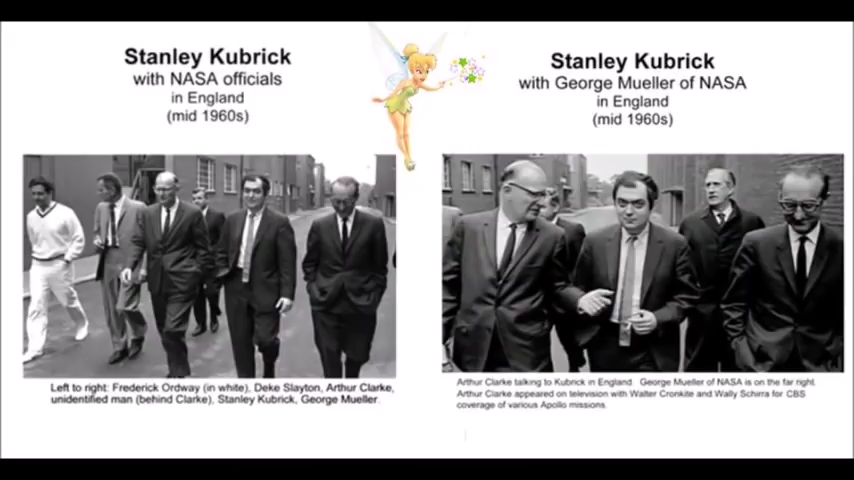 Stanley Kubrick
with NASA officials
in England
(mid 1960s)
Left to right: Frederick Ordway (in white), Deke Slayton, Arthur Clarke,
unidentified man (behind Clarke), Stanley Kubrick, George Mueller.
Stanley Kubrick
with George Mueller of NASA
in England
(mid 1960s)
Arthur Clarke talking to Kubrick in England. George Mueller of NASA is on the far right.
Arthur Clarke appeared on television with Walter Cronkite and Wally Schirra for CBS
coverage of various Apollo missions.